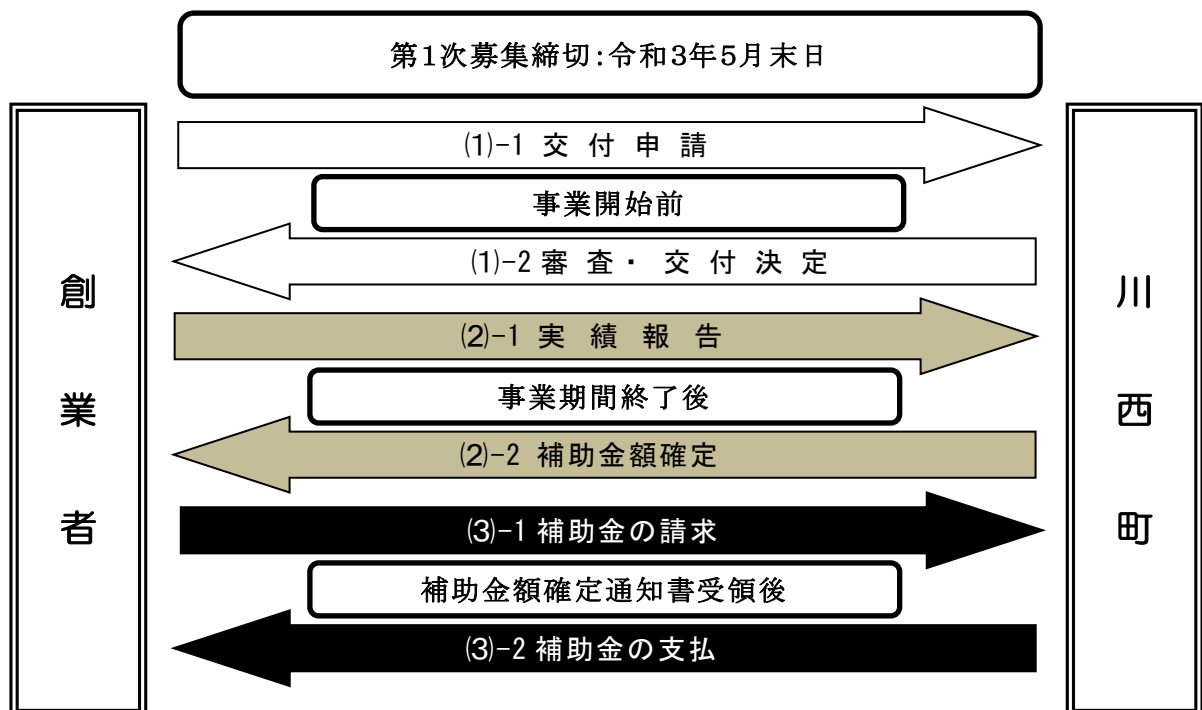 第1次募集締切:令和3年5月末日
創業者
川西町
⑴-1 交付申請
事業開始前
⑴-2 審査・交付決定
⑵-1 実績報告
事業期間終了後
⑵-2 補助金額確定
⑶-1 補助金の請求
補助金額確定通知書受領後
⑶-2 補助金の支払